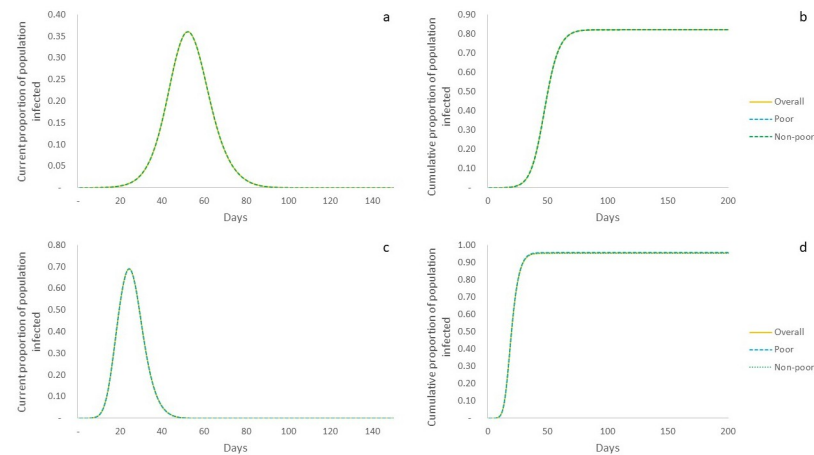 a
Current proportion of population
infected
0.40
0.35
0.30
0.25
0.20
0.15
0.10
0.05
-
- 20 40 60 80 100 120 140
Days
b
Cumulative proportion of population
infected
0.90
0.80
0.70
0.60
0.50
0.40
0.30
0.20
0.10
-
0 50 100 150 200
Days
Overall
Poor
Non-poor
c
Current proportion of population
infected
0.80
0.70
0.60
0.50
0.40
0.30
0.20
0.10
-
- 20 40 60 80 100 120 140
Days
d
Cumulative proportion of population
infected
1.00
0.90
0.80
0.70
0.60
0.50
0.40
0.30
0.20
0.10
-
0 50 100 150 200
Days
Overall
Poor
Non-poor